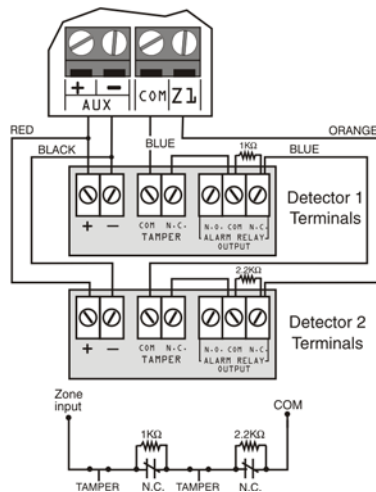 + − COM Z1
AUX
RED
ORANGE
BLACK
BLUE
1KΩ
BLUE
Detector 1
Terminals
+ − COM N.C. N.O. COM N.C.
TAMPER
ALARM RELAY
OUTPUT
2.2KΩ
Detector 2
Terminals
+ − COM N.C. N.O. COM N.C.
TAMPER
ALARM RELAY
OUTPUT
Zone
input
COM
1KΩ
2.2KΩ
TAMPER N.C. TAMPER N.C.